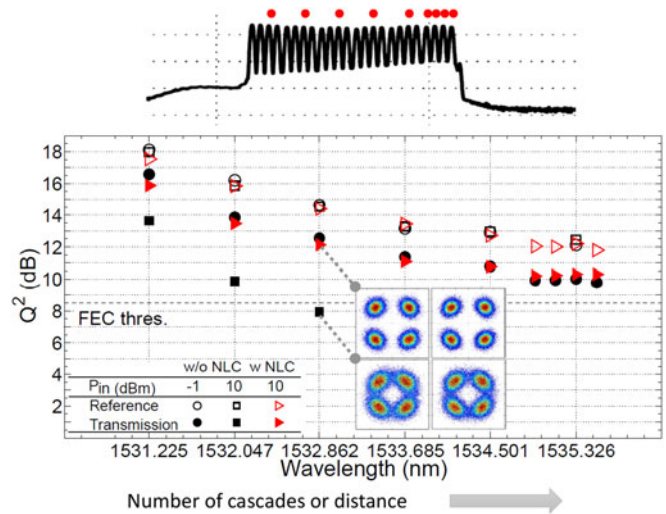 18
16
14
12
10
8
6
4
2
Q² (dB)
FEC thres.
w/o NLC w NLC
Pin (dBm) -1 10 10
Reference
Transmission
1531.225 1532.047 1532.862 1533.685 1534.501 1535.326
Wavelength (nm)
Number of cascades or distance